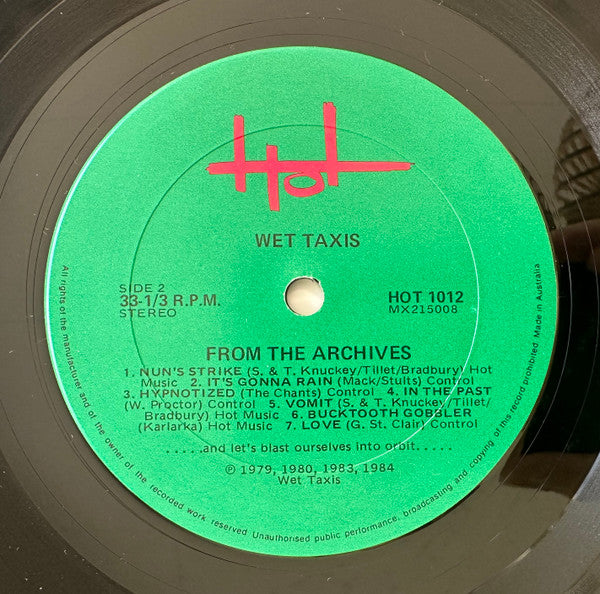 Hot
WET TAXIS
SIDE 2
33-1/3 R.P.M.
STEREO
HOT 1012
MX215008
FROM THE ARCHIVES
1. NUN'S STRIKE (S. & T. Knuckey/Tillet/Bradbury) Hot
Music 2. IT'S GONNA RAIN (Mack/Stults) Control
3. HYPNOTIZED (The Chants) Control 4. IN THE PAST
(W. Proctor) Control 5. VOMIT (S. & T. Knuckey/Tillet/
Bradbury) Hot Music 6. BUCKTOOTH GOBBLER
(Karlarka) Hot Music 7. LOVE (G. St. Clair) Control
.....and let's blast ourselves into orbit.....
℗ 1979, 1980, 1983, 1984
Wet Taxis
All rights of the manufacturer and of the owner of the recorded work reserved Unauthorised public performance, broadcasting and copying of this record prohibited Made in Australia